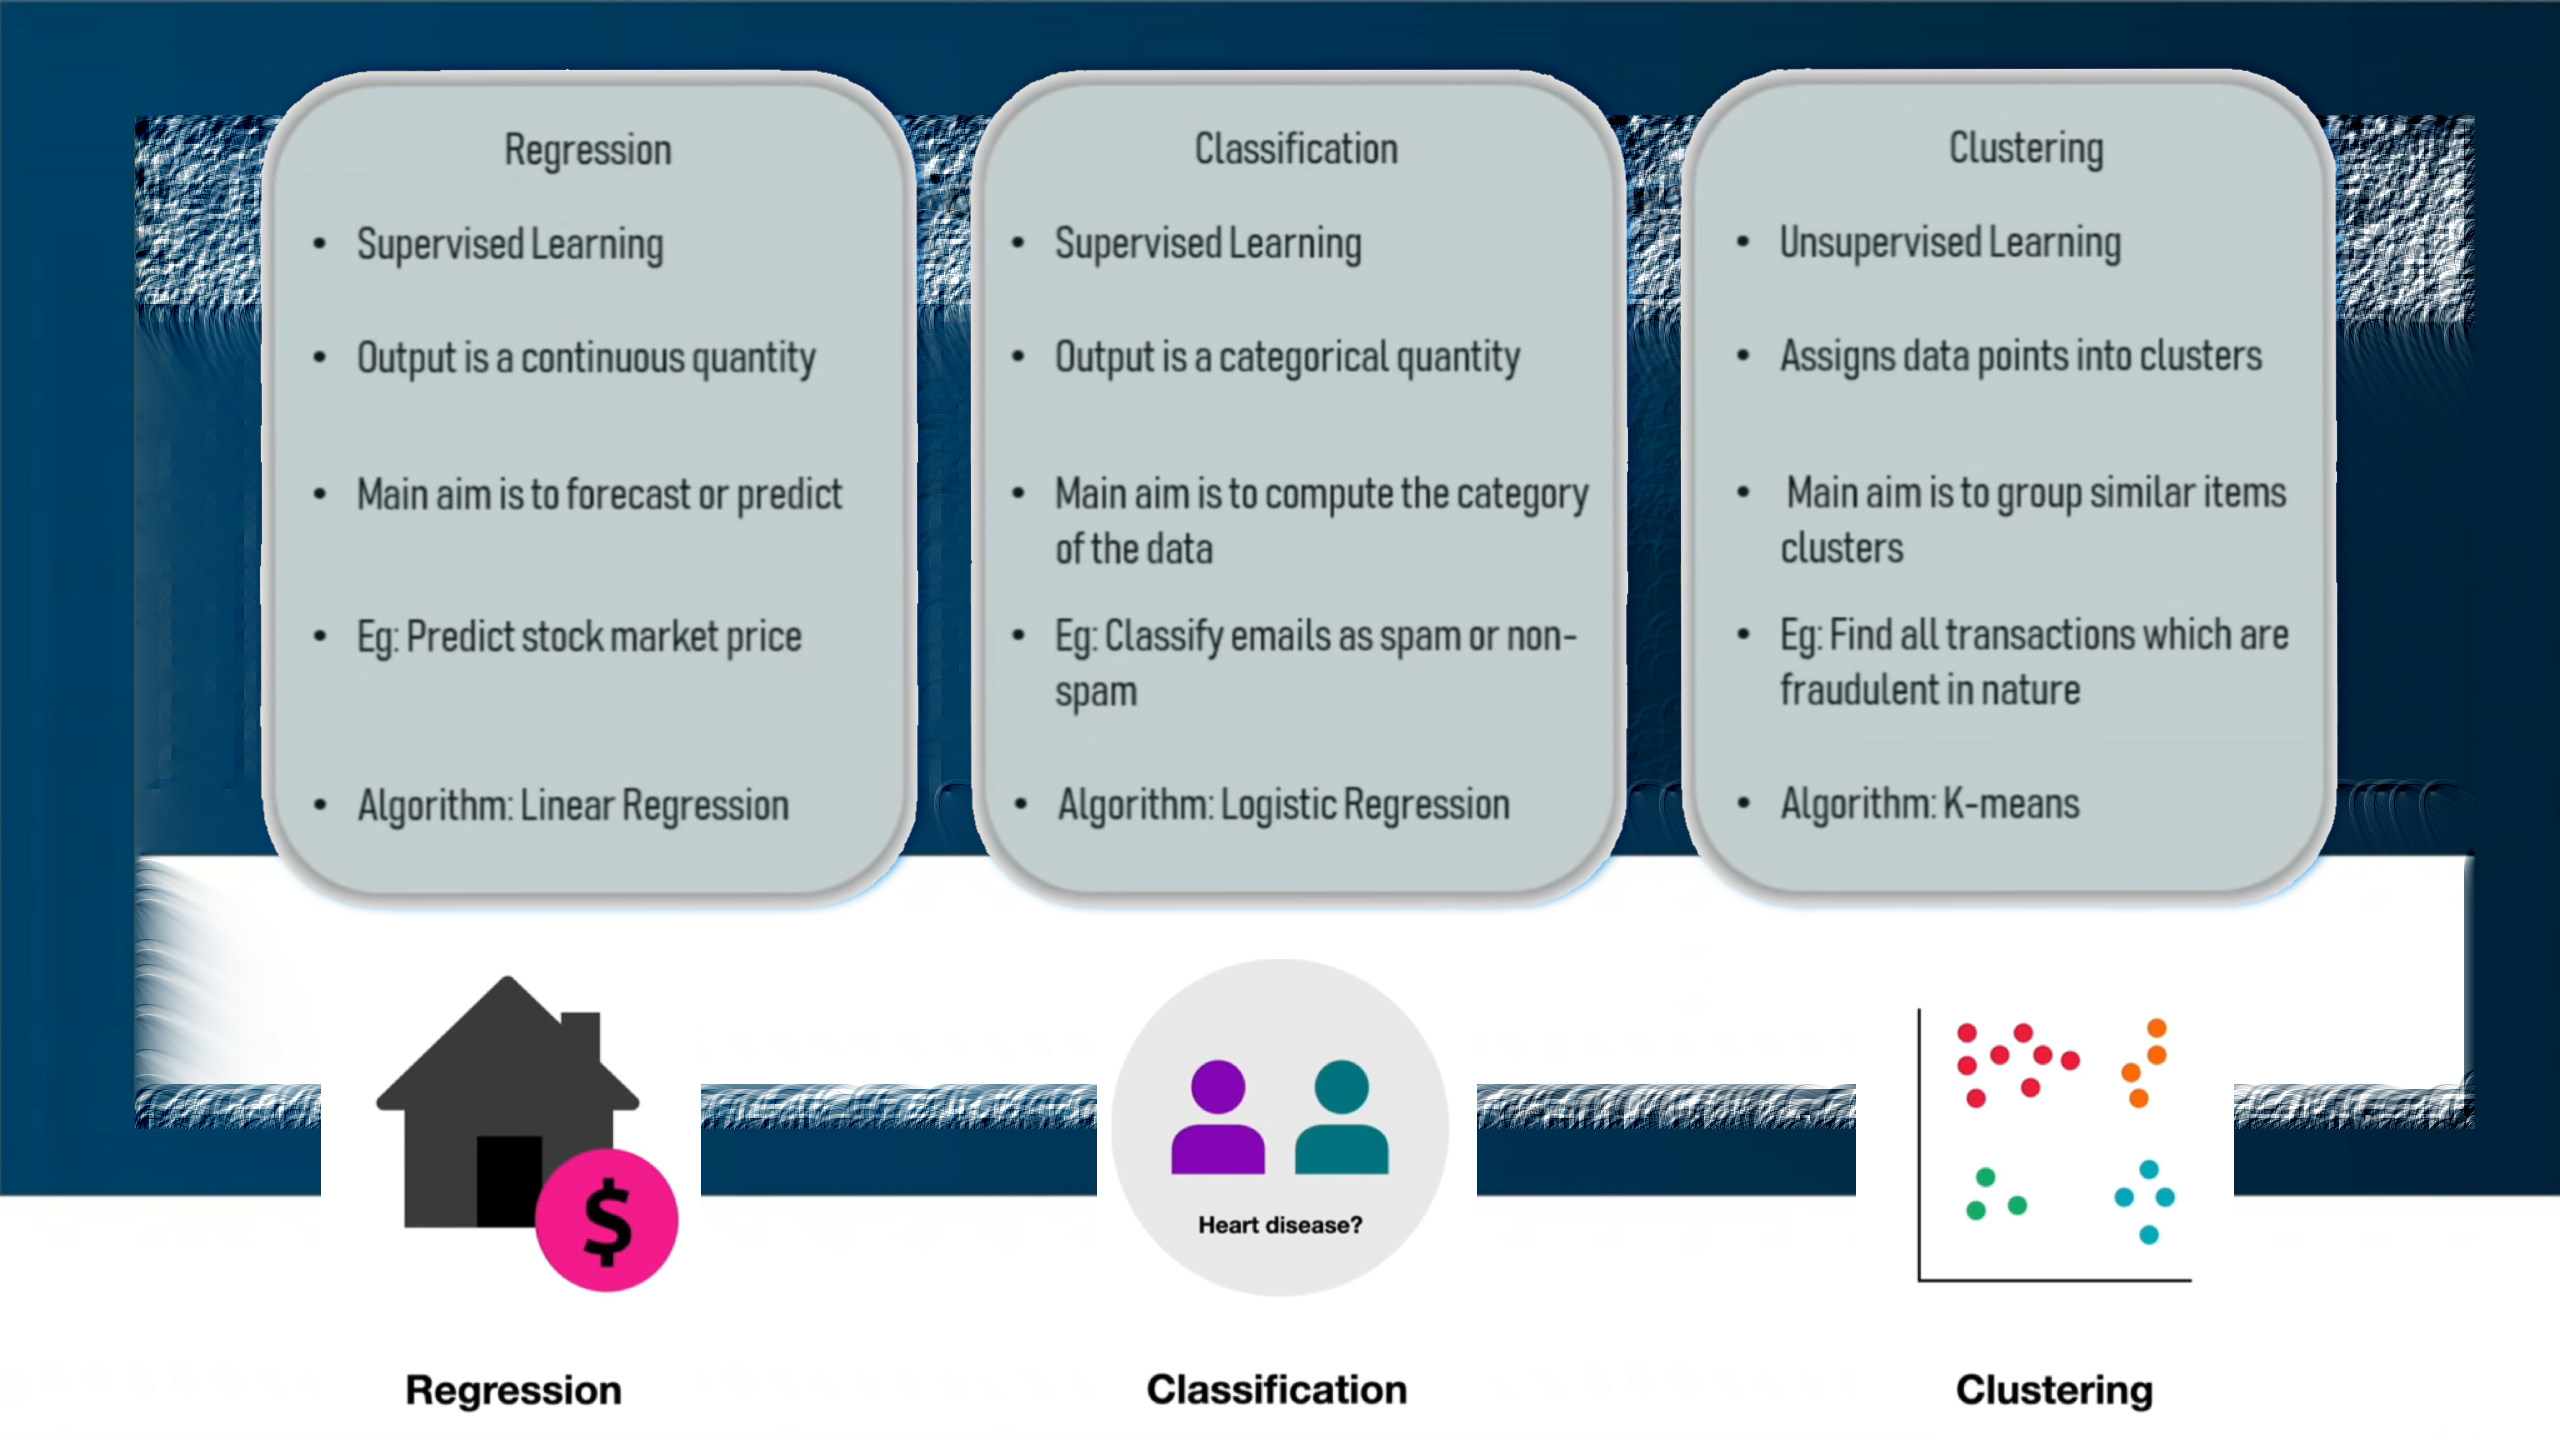 Regression
• Supervised Learning
• Output is a continuous quantity
• Main aim is to forecast or predict
• Eg: Predict stock market price
• Algorithm: Linear Regression
Classification
• Supervised Learning
• Output is a categorical quantity
• Main aim is to compute the category
of the data
• Eg: Classify emails as spam or non-
spam
• Algorithm: Logistic Regression
Clustering
• Unsupervised Learning
• Assigns data points into clusters
• Main aim is to group similar items
clusters
• Eg: Find all transactions which are
fraudulent in nature
• Algorithm: K-means
$
Heart disease?
Regression
Classification
Clustering